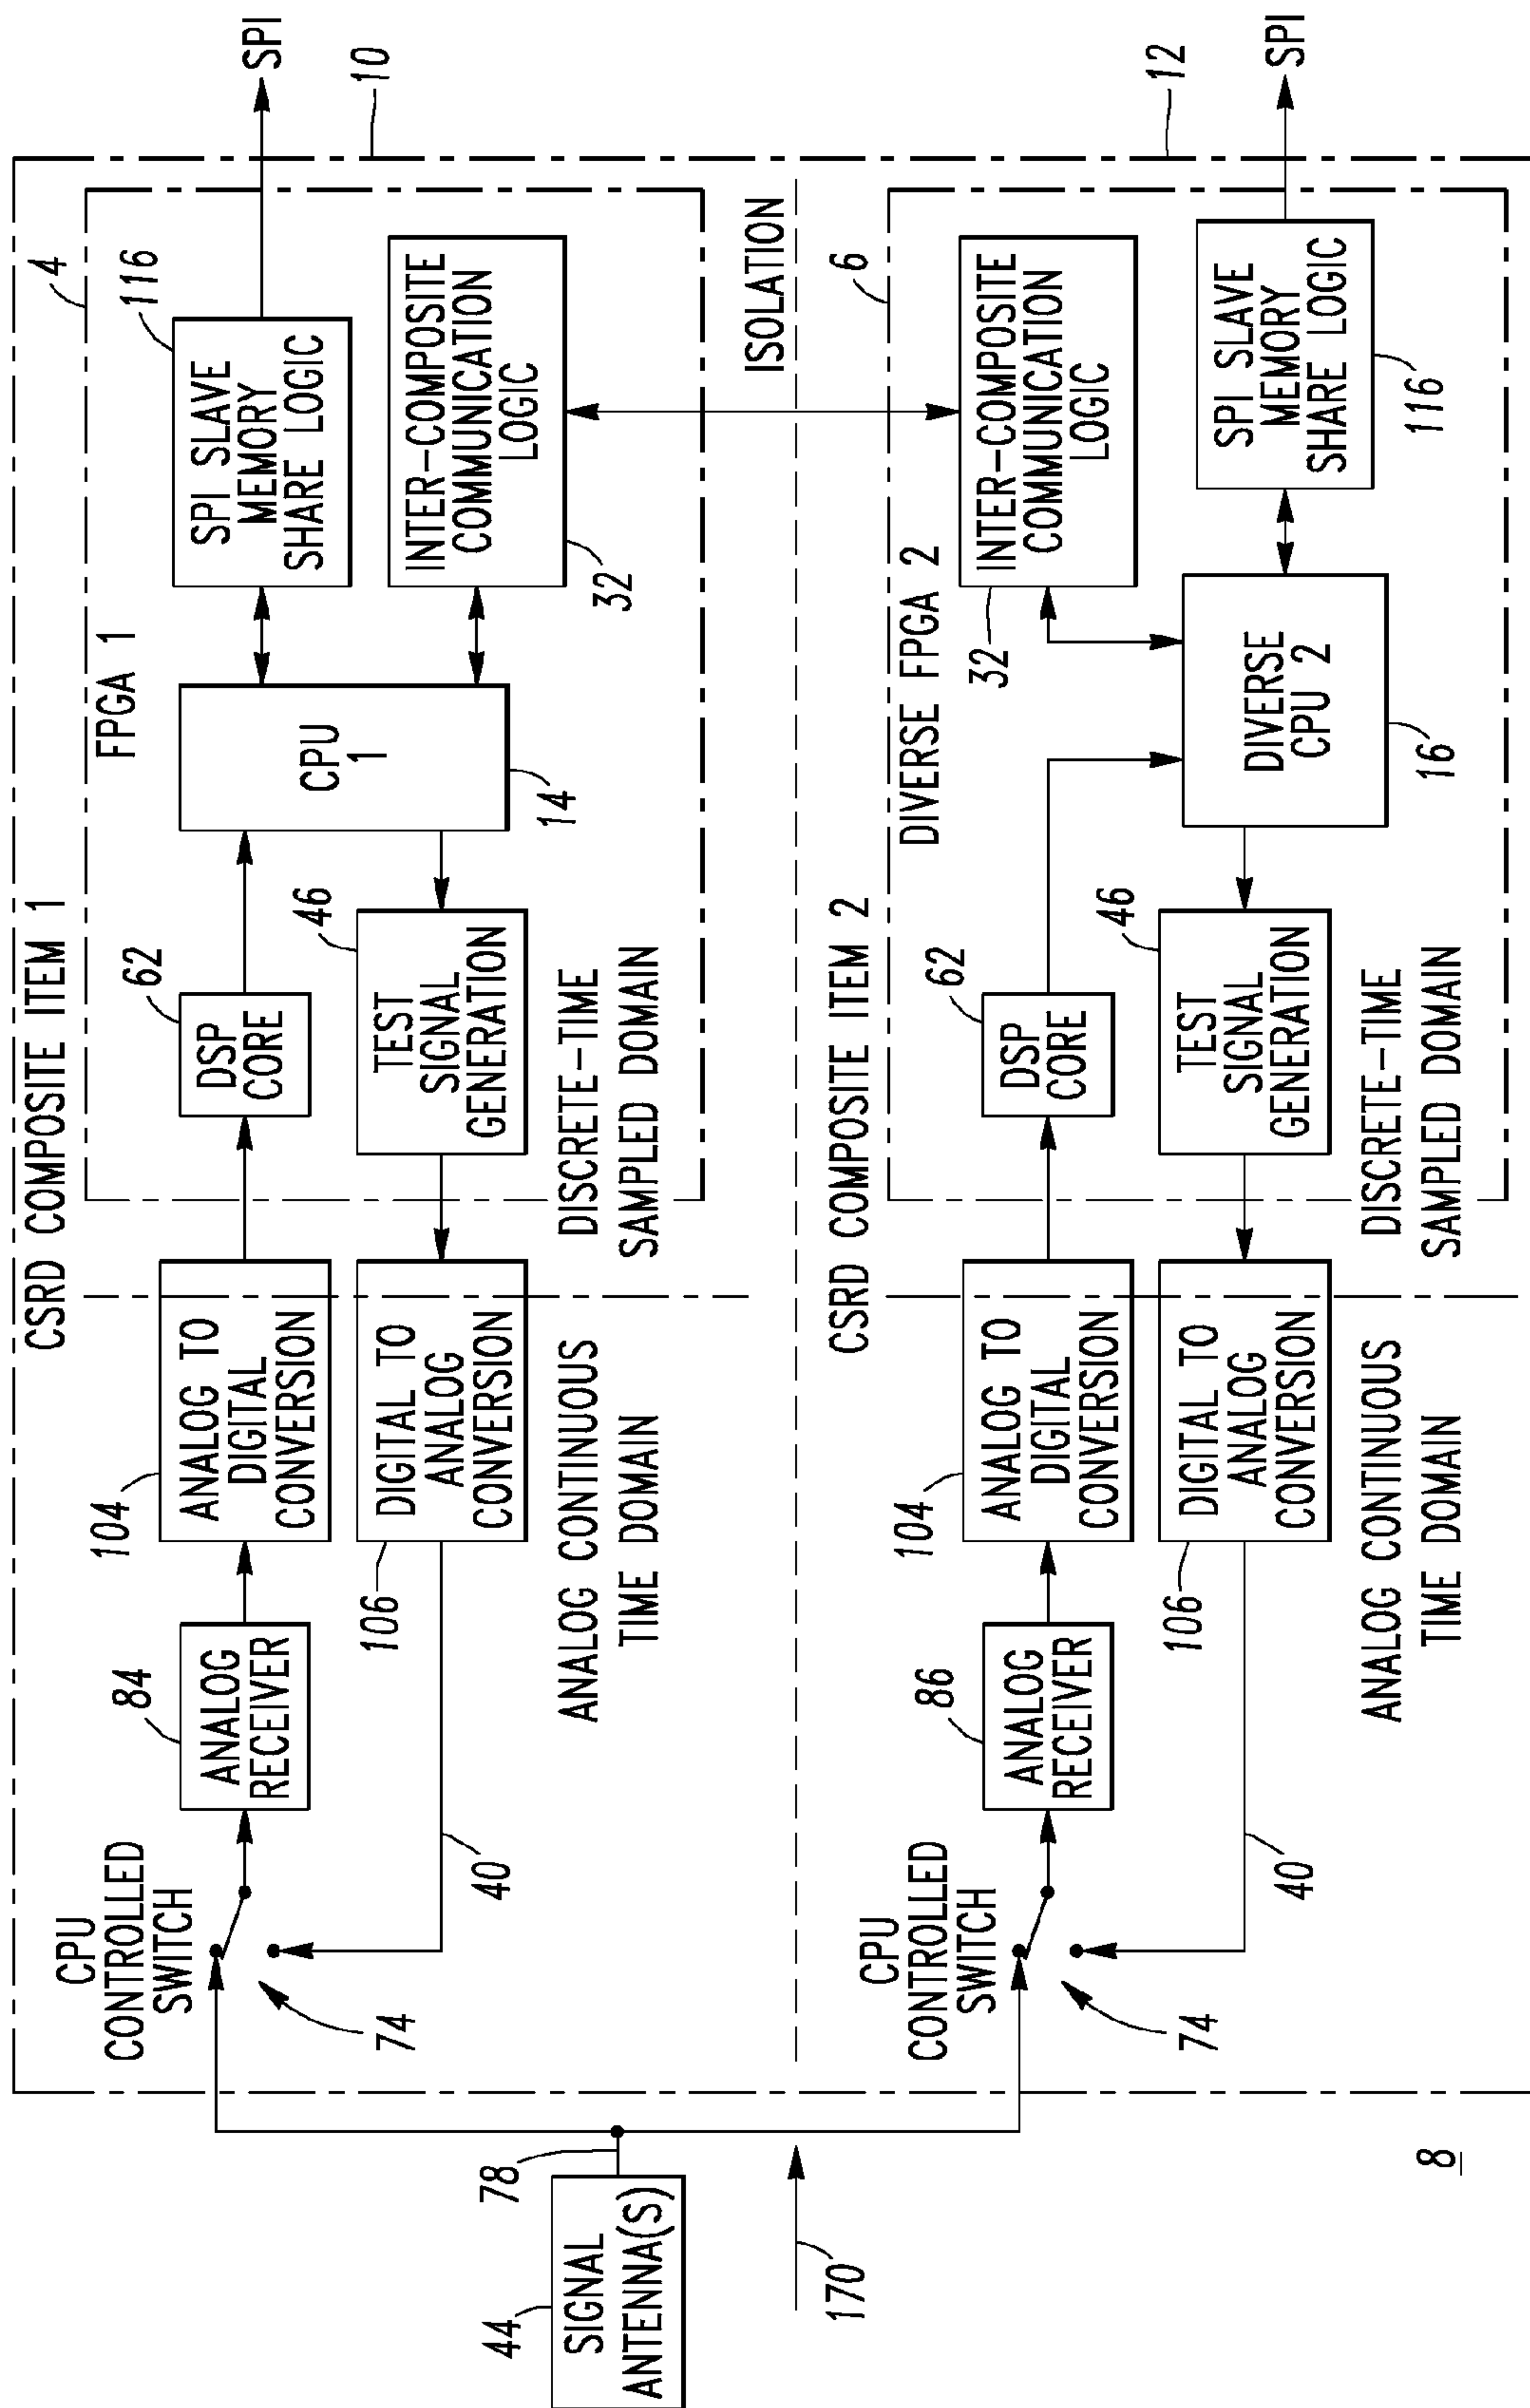 CSRD COMPOSITE ITEM 1
FPGA 1
4
10
CPU
CONTROLLED
SWITCH
74
84
ANALOG
RECEIVER
104
ANALOG TO
DIGITAL
CONVERSION
62
DSP
CORE
CPU
1
14
116
SPI SLAVE
MEMORY
SHARE LOGIC
SPI
40
106
DIGITAL TO
ANALOG
CONVERSION
46
TEST
SIGNAL
GENERATION
INTER-COMPOSITE
COMMUNICATION
LOGIC
32
ANALOG CONTINUOUS
TIME DOMAIN
DISCRETE-TIME
SAMPLED DOMAIN
44
SIGNAL
ANTENNA(S)
78
170
ISOLATION
CSRD COMPOSITE ITEM 2
DIVERSE FPGA 2
6
12
CPU
CONTROLLED
SWITCH
74
86
ANALOG
RECEIVER
104
ANALOG TO
DIGITAL
CONVERSION
62
DSP
CORE
32
INTER-COMPOSITE
COMMUNICATION
LOGIC
40
106
DIGITAL TO
ANALOG
CONVERSION
46
TEST
SIGNAL
GENERATION
DIVERSE
CPU 2
16
SPI SLAVE
MEMORY
SHARE LOGIC
116
SPI
ANALOG CONTINUOUS
TIME DOMAIN
DISCRETE-TIME
SAMPLED DOMAIN
8